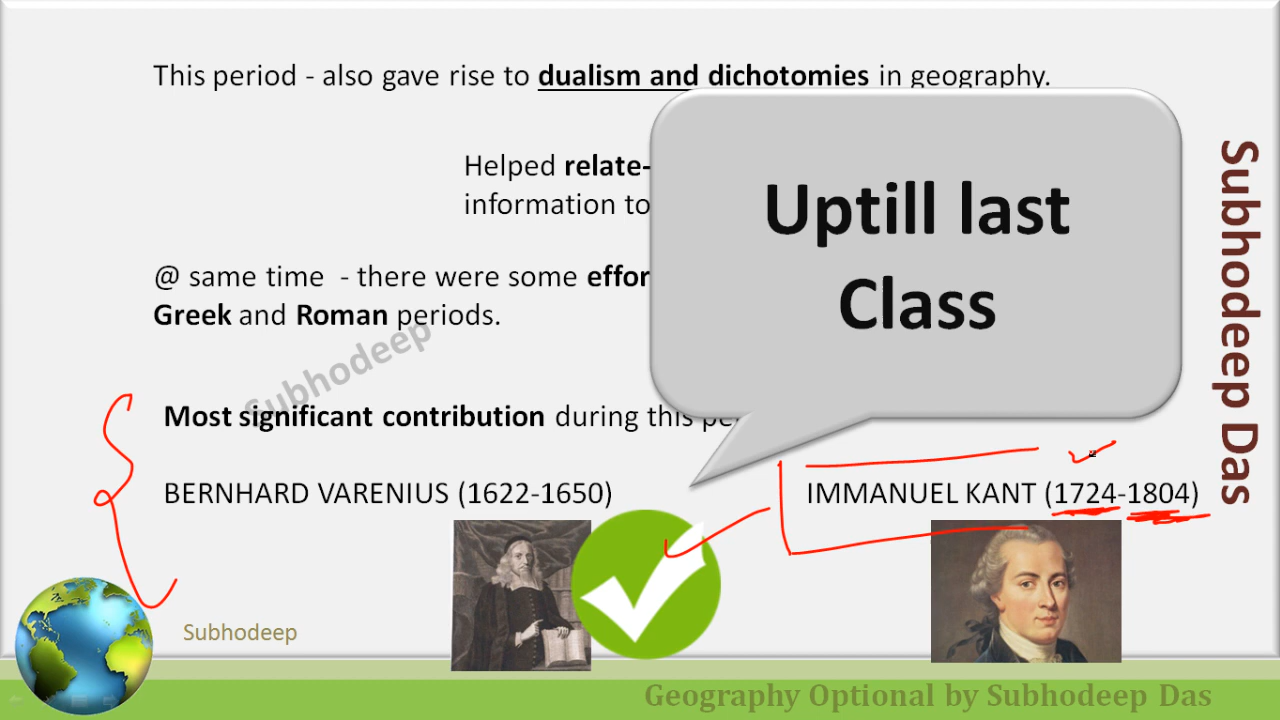 This period - also gave rise to dualism and dichotomies in geography.
Helped relate-
information to
Uptill last
Class
@ same time - there were some effor
Greek and Roman periods.
Subhodeep
Most significant contribution during this pe
BERNHARD VARENIUS (1622-1650)
IMMANUEL KANT (1724-1804)
Subhodeep
Subhodeep Das
Geography Optional by Subhodeep Das